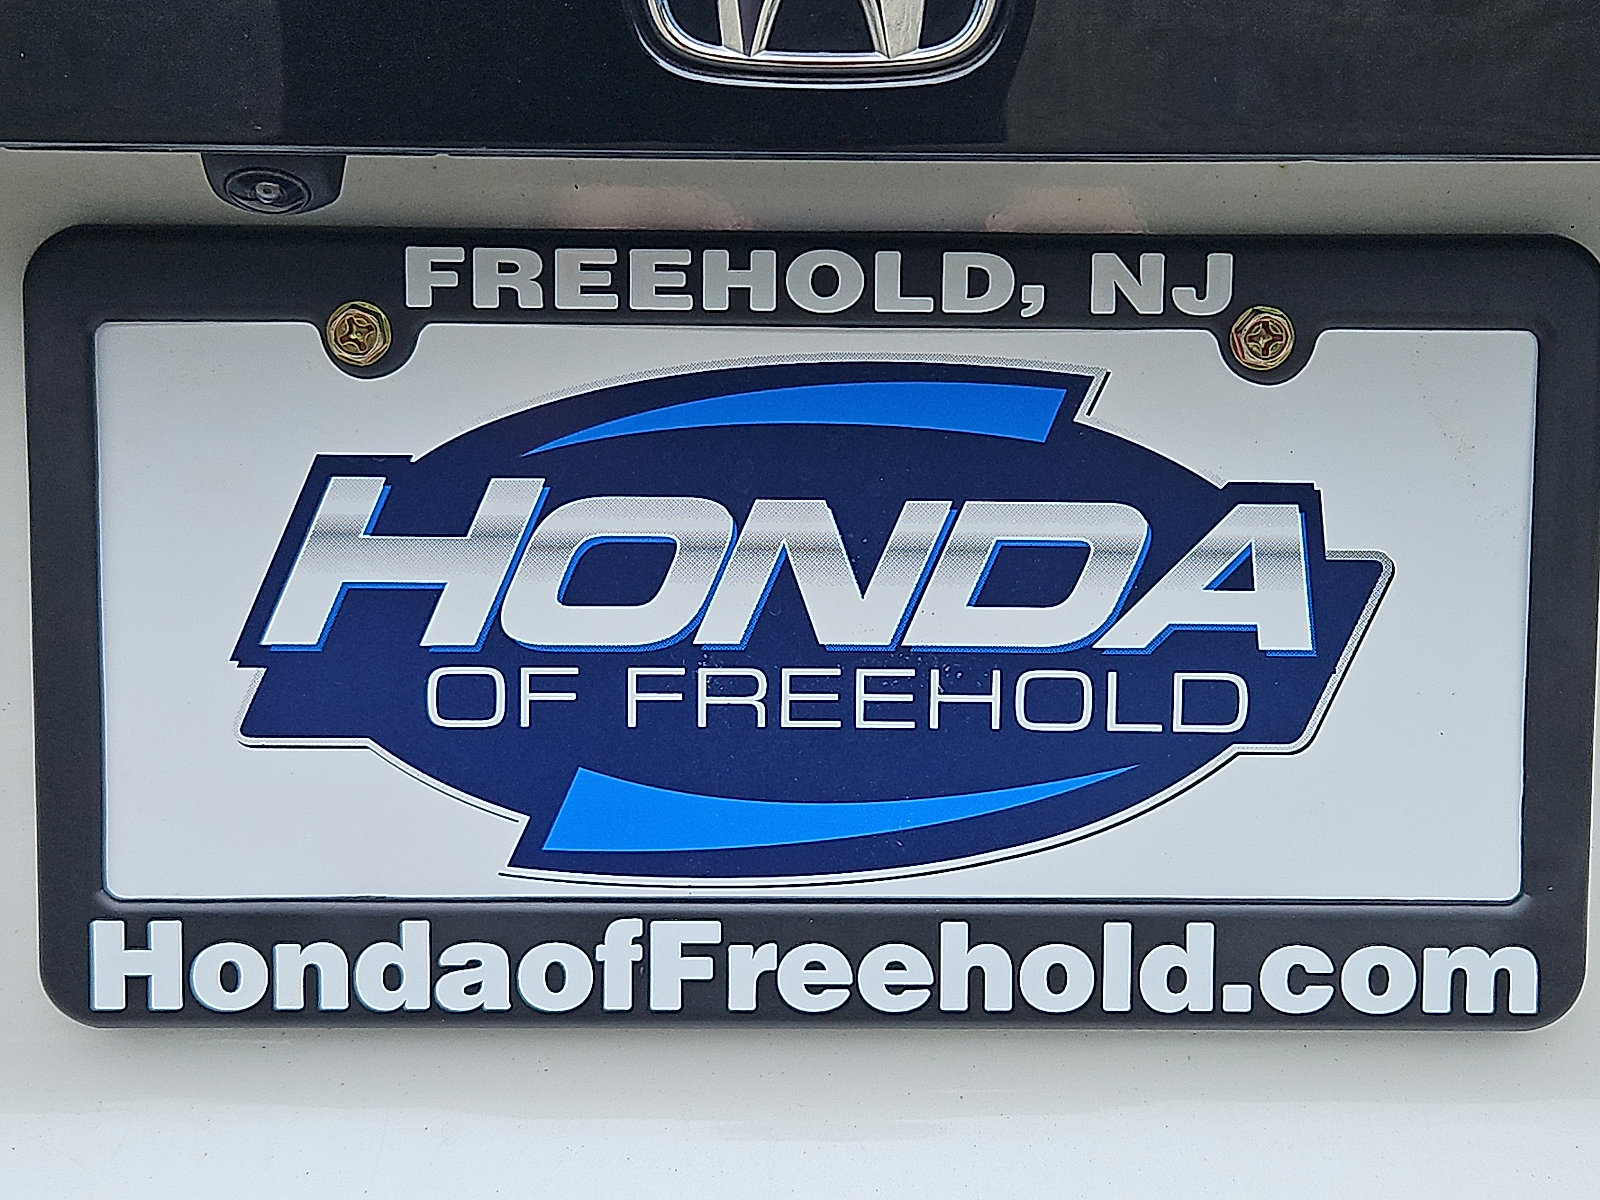 FREEHOLD, NJ
HONDA
OF FREEHOLD
HondaofFreehold.com